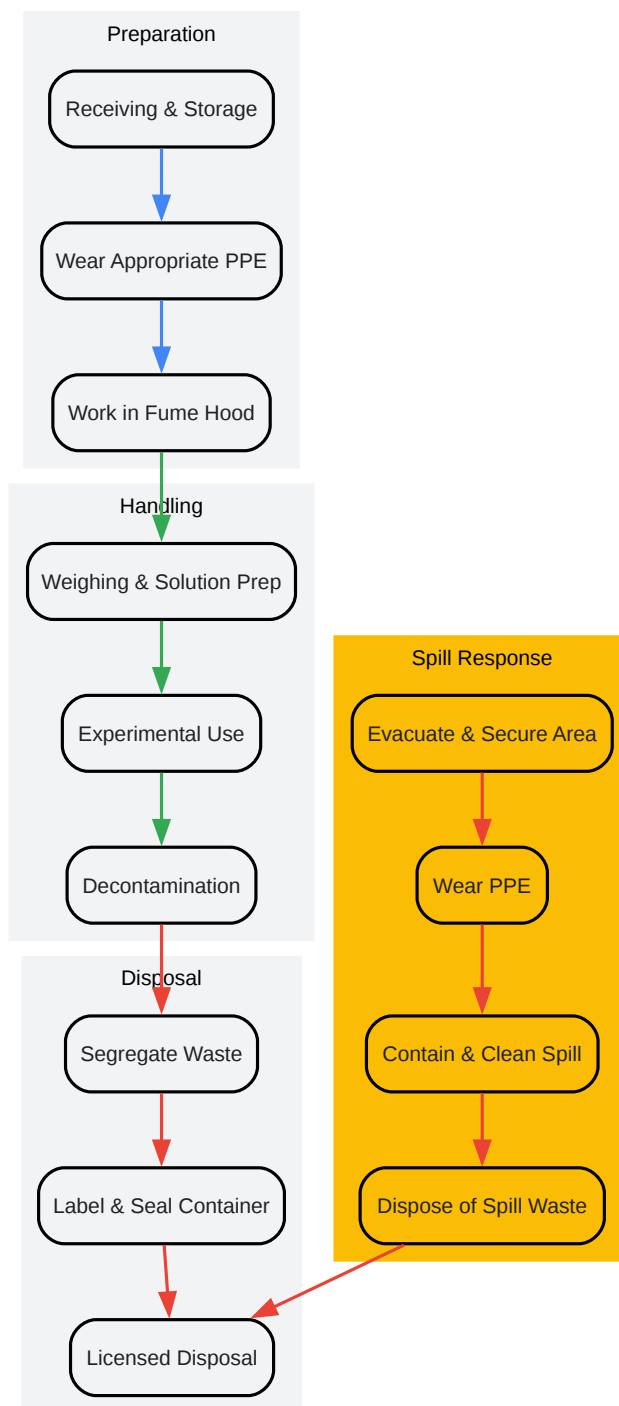 Preparation
Receiving & Storage
Wear Appropriate PPE
Work in Fume Hood
Handling
Weighing & Solution Prep
Experimental Use
Decontamination
Disposal
Segregate Waste
Label & Seal Container
Licensed Disposal
Spill Response
Evacuate & Secure Area
Wear PPE
Contain & Clean Spill
Dispose of Spill Waste